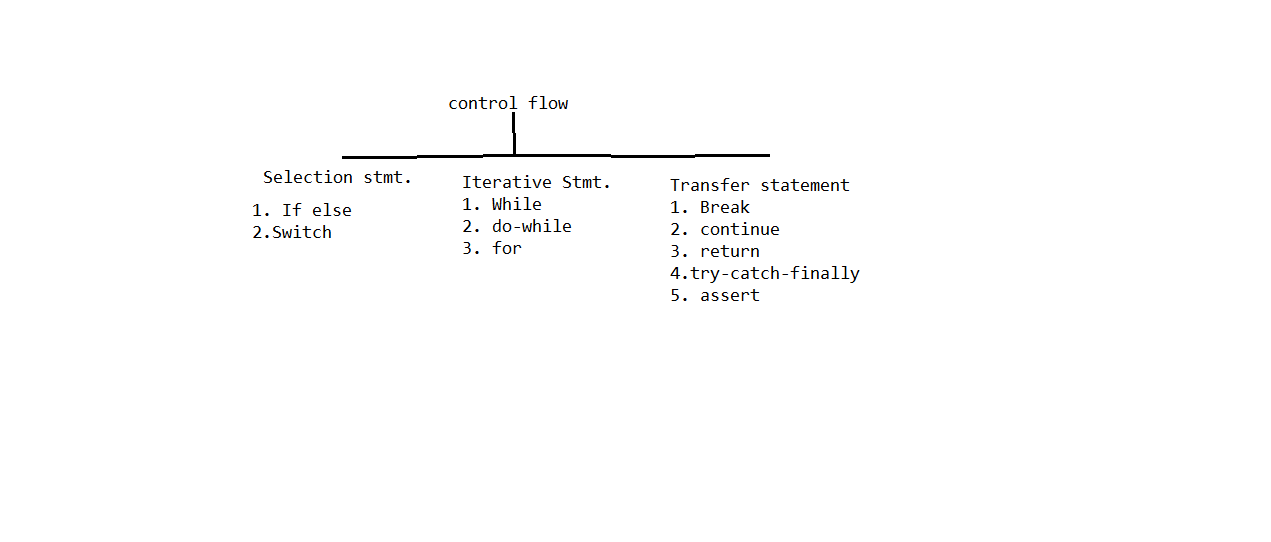 control flow
Selection stmt.
1. If else
2.Switch
Iterative Stmt.
1. While
2. do-while
3. for
Transfer statement
1. Break
2. continue
3. return
4.try-catch-finally
5. assert